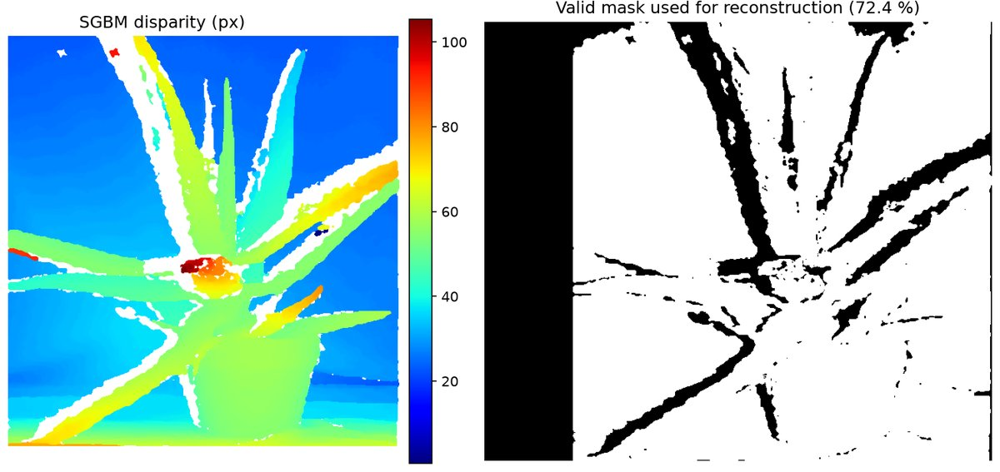 SGBM disparity (px)
Valid mask used for reconstruction (72.4 %)
100
80
60
40
20